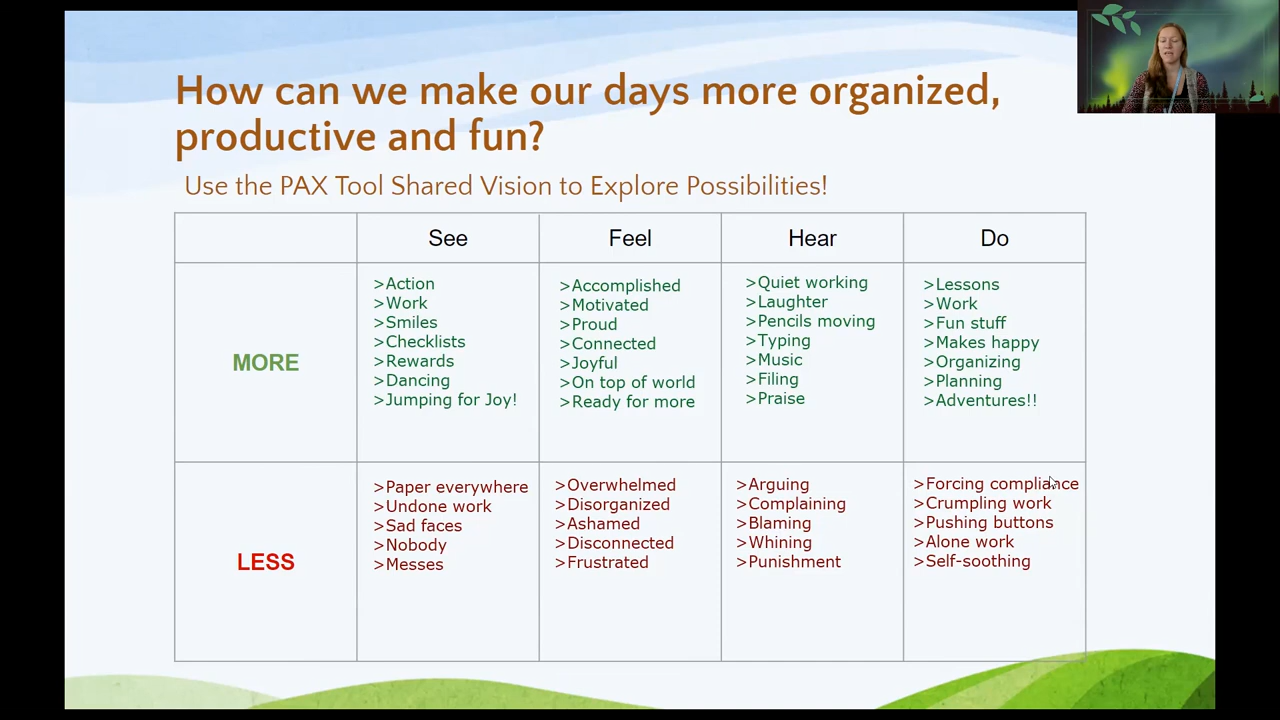 How can we make our days more organized,
productive and fun?
Use the PAX Tool Shared Vision to Explore Possibilities!
See
Feel
Hear
Do
MORE
>Action
>Work
>Smiles
>Checklists
>Rewards
>Dancing
>Jumping for Joy!
>Accomplished
>Motivated
>Proud
>Connected
>Joyful
>On top of world
>Ready for more
>Quiet working
>Laughter
>Pencils moving
>Typing
>Music
>Filing
>Praise
>Lessons
>Work
>Fun stuff
>Makes happy
>Organizing
>Planning
>Adventures!!
LESS
>Paper everywhere
>Undone work
>Sad faces
>Nobody
>Messes
>Overwhelmed
>Disorganized
>Ashamed
>Disconnected
>Frustrated
>Arguing
>Complaining
>Blaming
>Whining
>Punishment
>Forcing compliance
>Crumpling work
>Pushing buttons
>Alone work
>Self-soothing